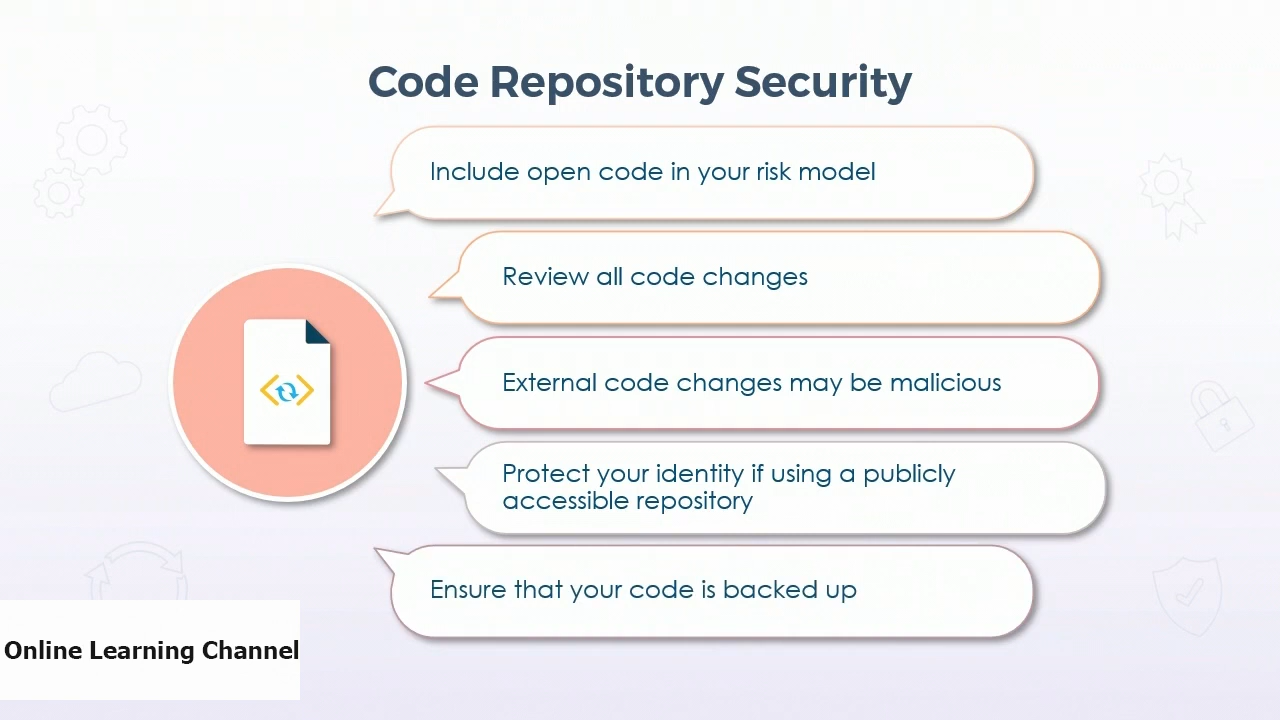 Code Repository Security
Include open code in your risk model
Review all code changes
External code changes may be malicious
Protect your identity if using a publicly
accessible repository
Ensure that your code is backed up
Online Learning Channel